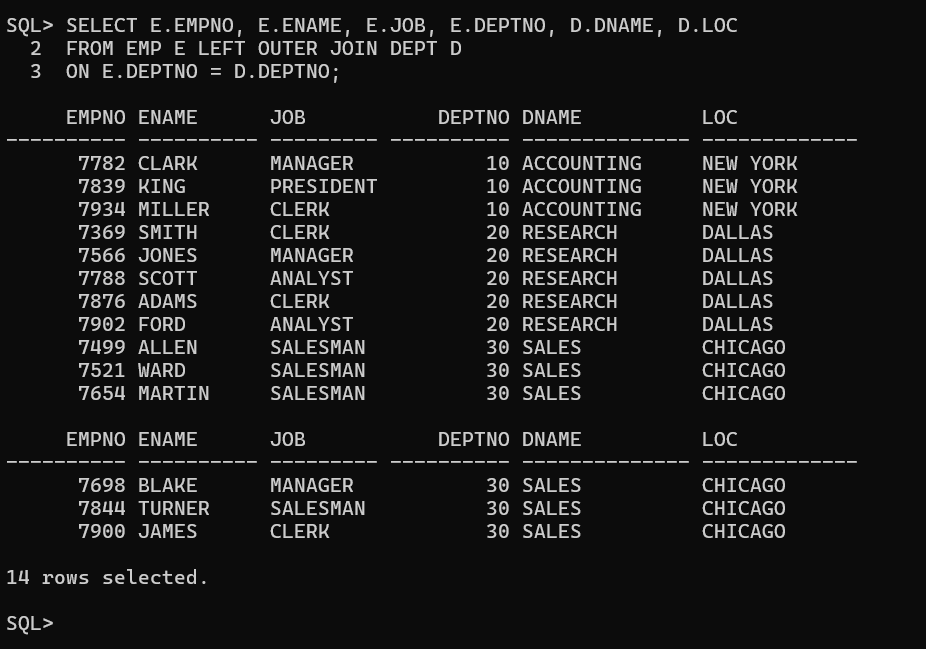 SQL> SELECT E.EMPNO, E.ENAME, E.JOB, E.DEPTNO, D.DNAME, D.LOC
  2  FROM EMP E LEFT OUTER JOIN DEPT D
  3  ON E.DEPTNO = D.DEPTNO;

     EMPNO ENAME      JOB           DEPTNO DNAME          LOC
---------- ---------- --------- ---------- -------------- -------------
      7782 CLARK      MANAGER           10 ACCOUNTING     NEW YORK
      7839 KING       PRESIDENT         10 ACCOUNTING     NEW YORK
      7934 MILLER     CLERK             10 ACCOUNTING     NEW YORK
      7369 SMITH      CLERK             20 RESEARCH       DALLAS
      7566 JONES      MANAGER           20 RESEARCH       DALLAS
      7788 SCOTT      ANALYST           20 RESEARCH       DALLAS
      7876 ADAMS      CLERK             20 RESEARCH       DALLAS
      7902 FORD       ANALYST           20 RESEARCH       DALLAS
      7499 ALLEN      SALESMAN          30 SALES          CHICAGO
      7521 WARD       SALESMAN          30 SALES          CHICAGO
      7654 MARTIN     SALESMAN          30 SALES          CHICAGO

     EMPNO ENAME      JOB           DEPTNO DNAME          LOC
---------- ---------- --------- ---------- -------------- -------------
      7698 BLAKE      MANAGER           30 SALES          CHICAGO
      7844 TURNER     SALESMAN          30 SALES          CHICAGO
      7900 JAMES      CLERK             30 SALES          CHICAGO

14 rows selected.

SQL>